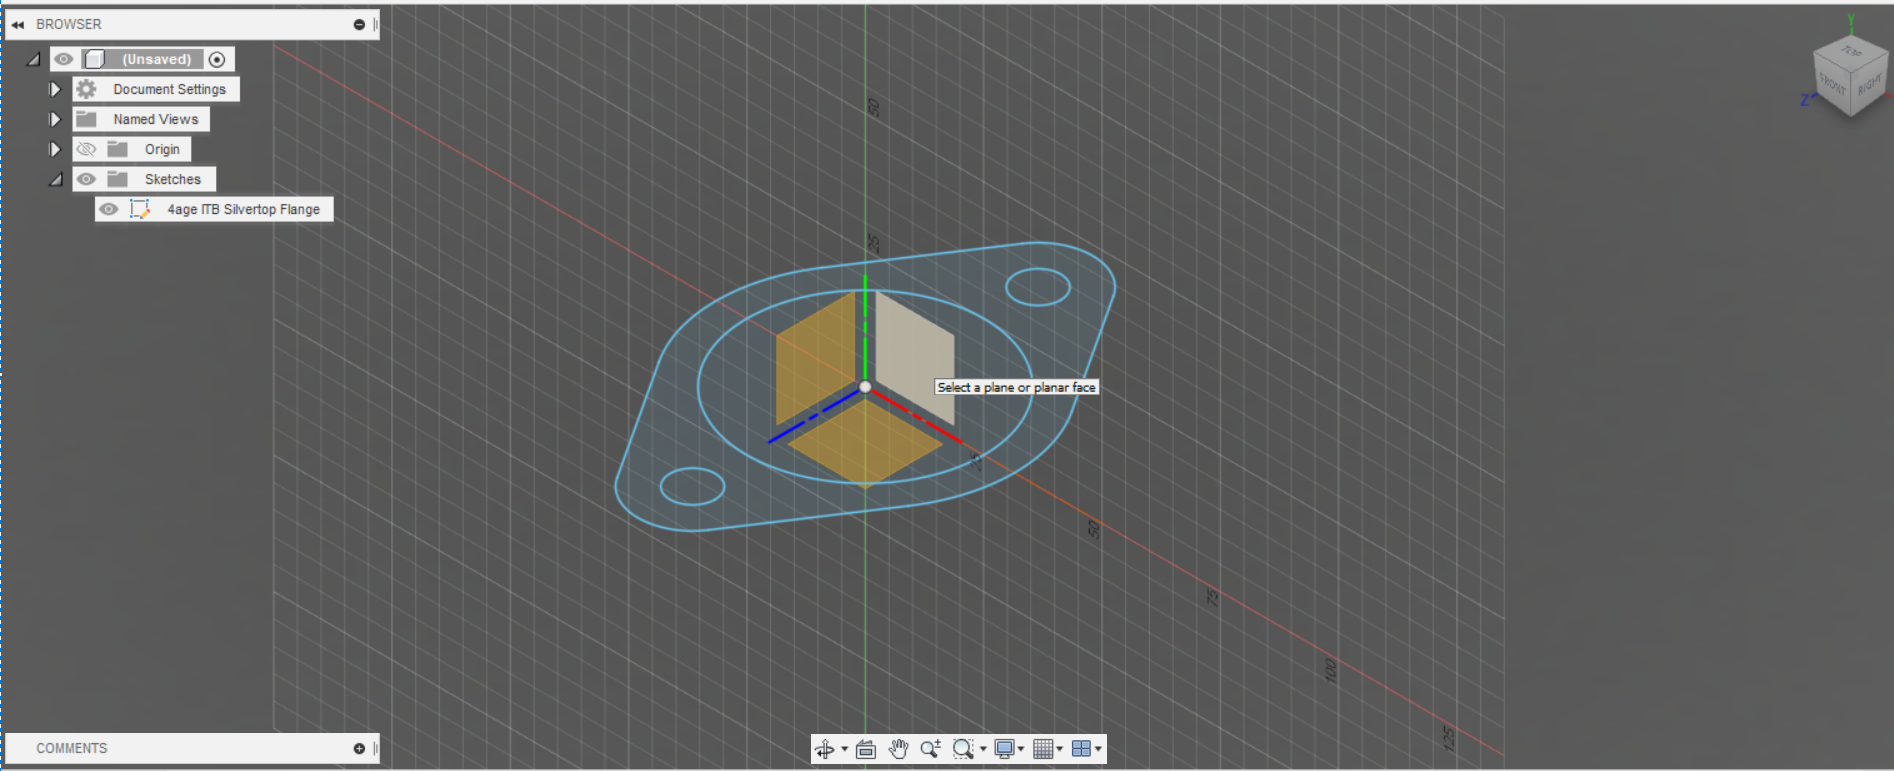 BROWSER
(Unsaved)
Document Settings
Named Views
Origin
Sketches
4age ITB Silvertop Flange
50
25
Select a plane or planar face
25
50
75
100
125
Y
TOP
FRONT
RIGHT
Z
COMMENTS